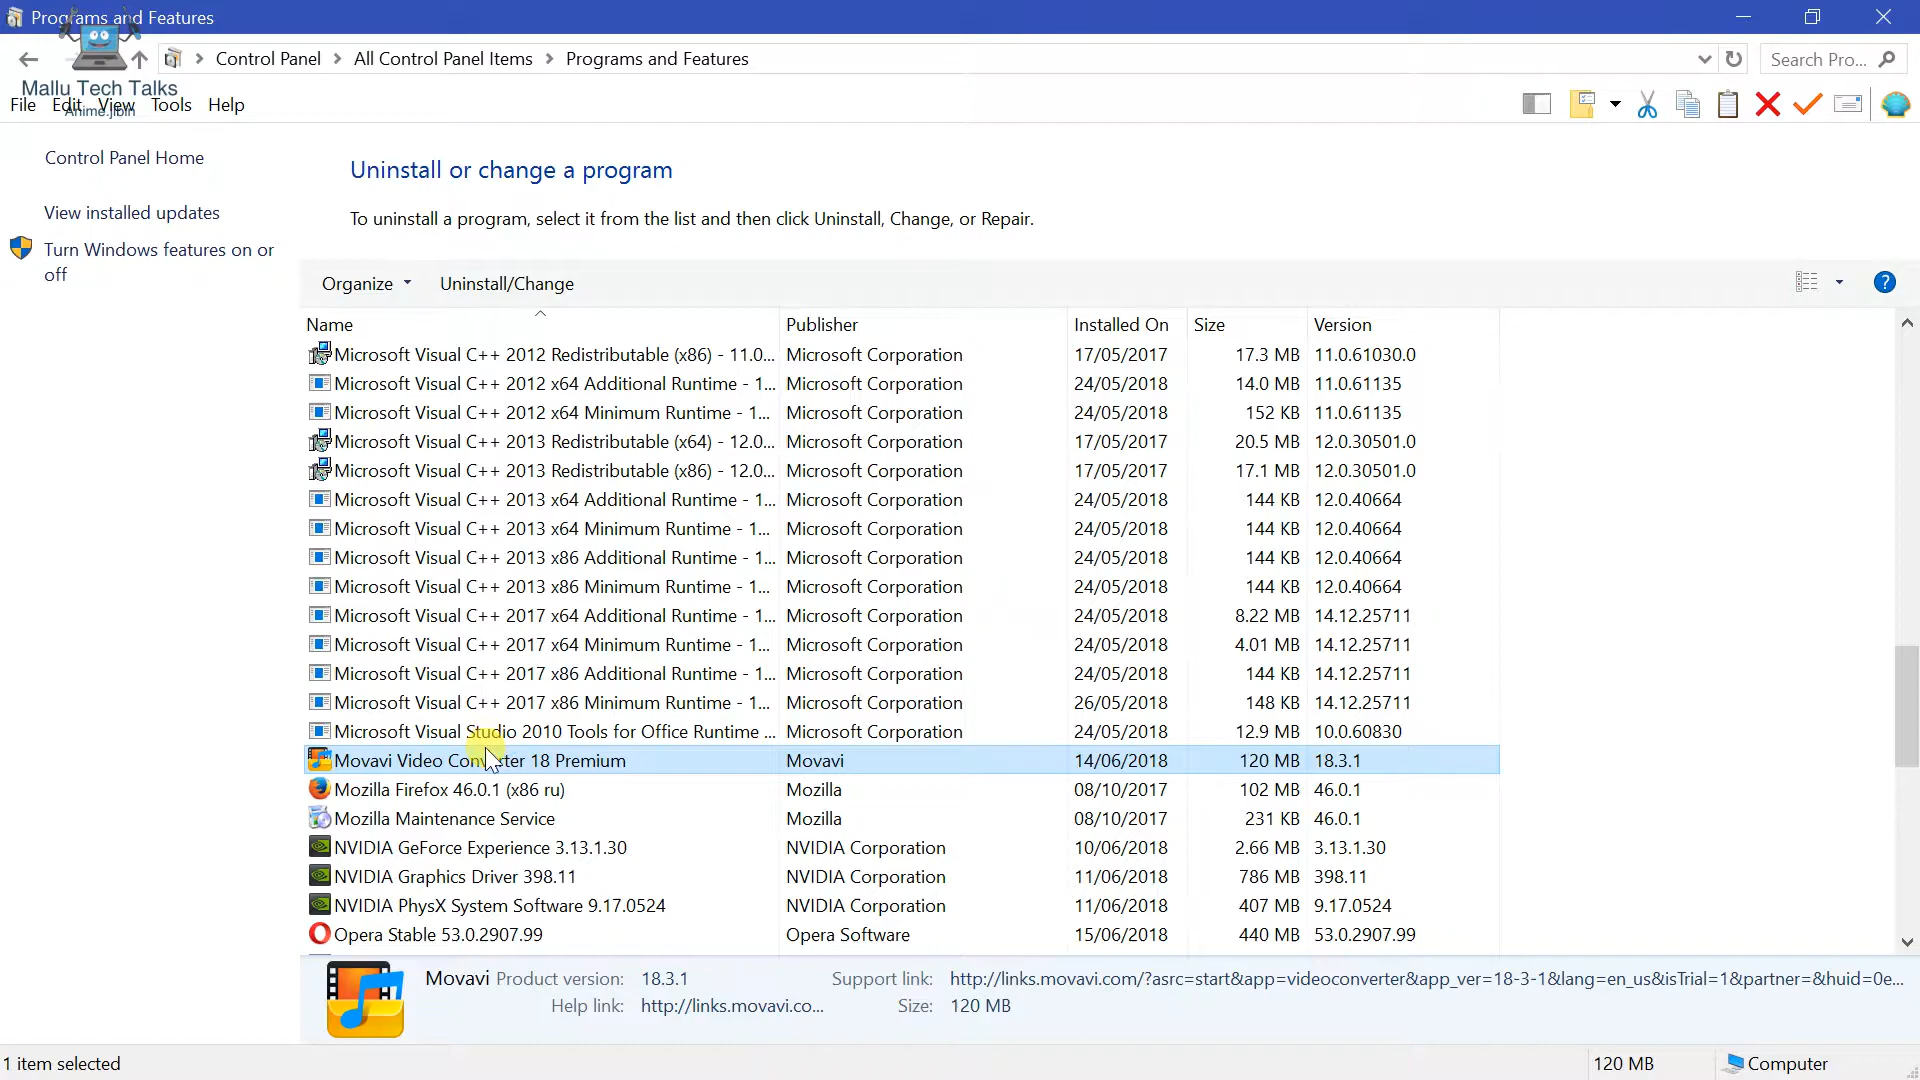 Programs and Features
Control Panel > All Control Panel Items > Programs and Features
Search Pro...
Mallu Tech Talks
Anime.jibin
File Edit View Tools Help
Control Panel Home
View installed updates
Turn Windows features on or
off
Uninstall or change a program
To uninstall a program, select it from the list and then click Uninstall, Change, or Repair.
Organize Uninstall/Change
Name Publisher Installed On Size Version
Microsoft Visual C++ 2012 Redistributable (x86) - 11.0... Microsoft Corporation 17/05/2017 17.3 MB 11.0.61030.0
Microsoft Visual C++ 2012 x64 Additional Runtime - 1... Microsoft Corporation 24/05/2018 14.0 MB 11.0.61135
Microsoft Visual C++ 2012 x64 Minimum Runtime - 1... Microsoft Corporation 24/05/2018 152 KB 11.0.61135
Microsoft Visual C++ 2013 Redistributable (x64) - 12.0... Microsoft Corporation 17/05/2017 20.5 MB 12.0.30501.0
Microsoft Visual C++ 2013 Redistributable (x86) - 12.0... Microsoft Corporation 17/05/2017 17.1 MB 12.0.30501.0
Microsoft Visual C++ 2013 x64 Additional Runtime - 1... Microsoft Corporation 24/05/2018 144 KB 12.0.40664
Microsoft Visual C++ 2013 x64 Minimum Runtime - 1... Microsoft Corporation 24/05/2018 144 KB 12.0.40664
Microsoft Visual C++ 2013 x86 Additional Runtime - 1... Microsoft Corporation 24/05/2018 144 KB 12.0.40664
Microsoft Visual C++ 2013 x86 Minimum Runtime - 1... Microsoft Corporation 24/05/2018 144 KB 12.0.40664
Microsoft Visual C++ 2017 x64 Additional Runtime - 1... Microsoft Corporation 24/05/2018 8.22 MB 14.12.25711
Microsoft Visual C++ 2017 x64 Minimum Runtime - 1... Microsoft Corporation 24/05/2018 4.01 MB 14.12.25711
Microsoft Visual C++ 2017 x86 Additional Runtime - 1... Microsoft Corporation 24/05/2018 144 KB 14.12.25711
Microsoft Visual C++ 2017 x86 Minimum Runtime - 1... Microsoft Corporation 26/05/2018 148 KB 14.12.25711
Microsoft Visual Studio 2010 Tools for Office Runtime ... Microsoft Corporation 24/05/2018 12.9 MB 10.0.60830
Movavi Video Converter 18 Premium Movavi 14/06/2018 120 MB 18.3.1
Mozilla Firefox 46.0.1 (x86 ru) Mozilla 08/10/2017 102 MB 46.0.1
Mozilla Maintenance Service Mozilla 08/10/2017 231 KB 46.0.1
NVIDIA GeForce Experience 3.13.1.30 NVIDIA Corporation 10/06/2018 2.66 MB 3.13.1.30
NVIDIA Graphics Driver 398.11 NVIDIA Corporation 11/06/2018 786 MB 398.11
NVIDIA PhysX System Software 9.17.0524 NVIDIA Corporation 11/06/2018 407 MB 9.17.0524
Opera Stable 53.0.2907.99 Opera Software 15/06/2018 440 MB 53.0.2907.99
Movavi Product version: 18.3.1 Support link: http://links.movavi.com/?asrc=start&app=videoconverter&app_ver=18-3-1&lang=en_us&isTrial=1&partner=&huid=0e...
Help link: http://links.movavi.co... Size: 120 MB
1 item selected 120 MB Computer